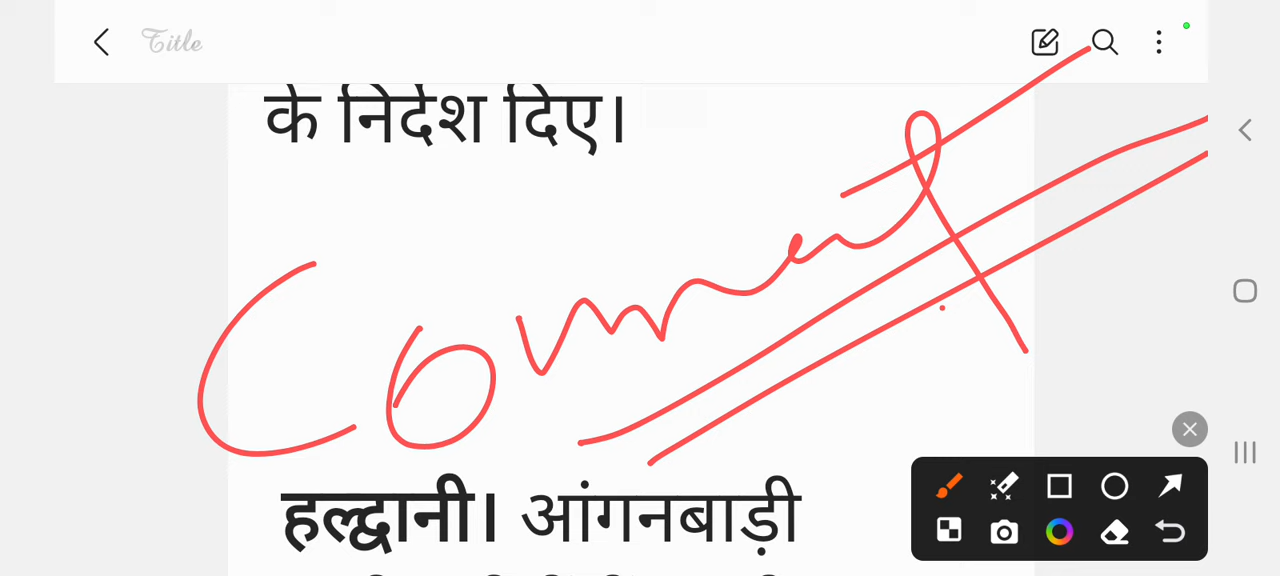 Title
के निर्देश दिए।
Comment
हल्द्वानी। आंगनबाड़ी